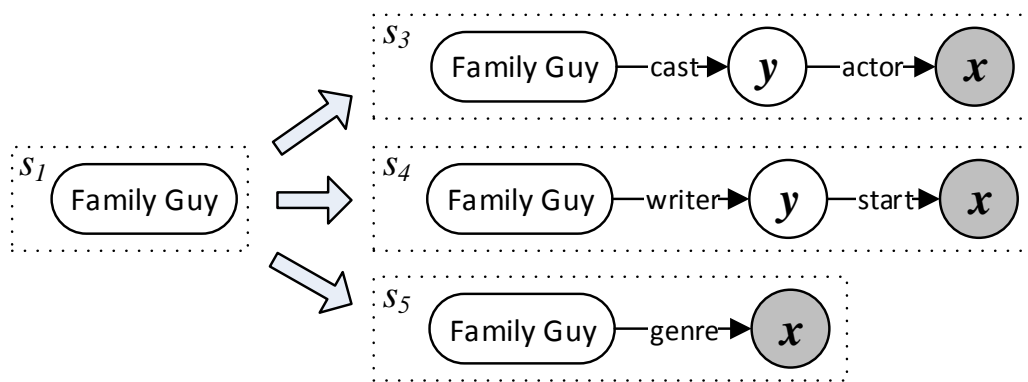 s3 Family Guy cast y actor x
s1 Family Guy
s4 Family Guy writer y start x
s5 Family Guy genre x